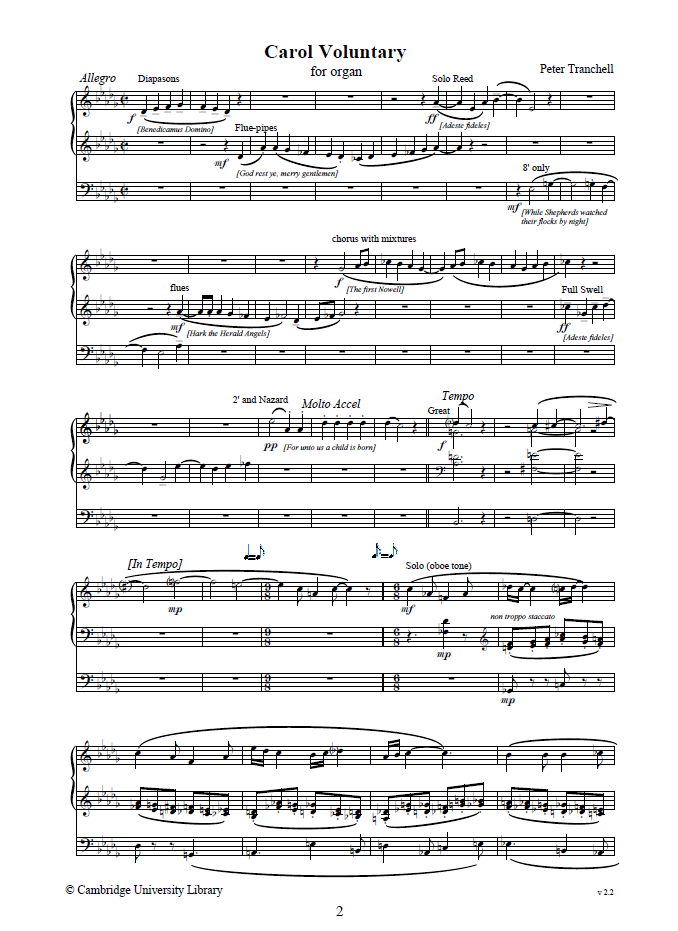 Carol Voluntary
for organ
Peter Tranchell
Allegro
Diapasons
Solo Reed
f
[Benedicamus Domino]
ff
[Adeste fideles]
Flue-pipes
mf
[God rest ye, merry gentlemen]
8' only
mf
[While Shepherds watched
their flocks by night]
chorus with mixtures
f
[The first Nowell]
flues
mf
[Hark the Herald Angels]
Full Swell
ff
[Adeste fideles]
2' and Nazard
Molto Accel
Tempo
Great
pp
[For unto us a child is born]
f
[In Tempo]
Solo (oboe tone)
mp
mf
non troppo staccato
mp
mp
© Cambridge University Library
v 2.2
2